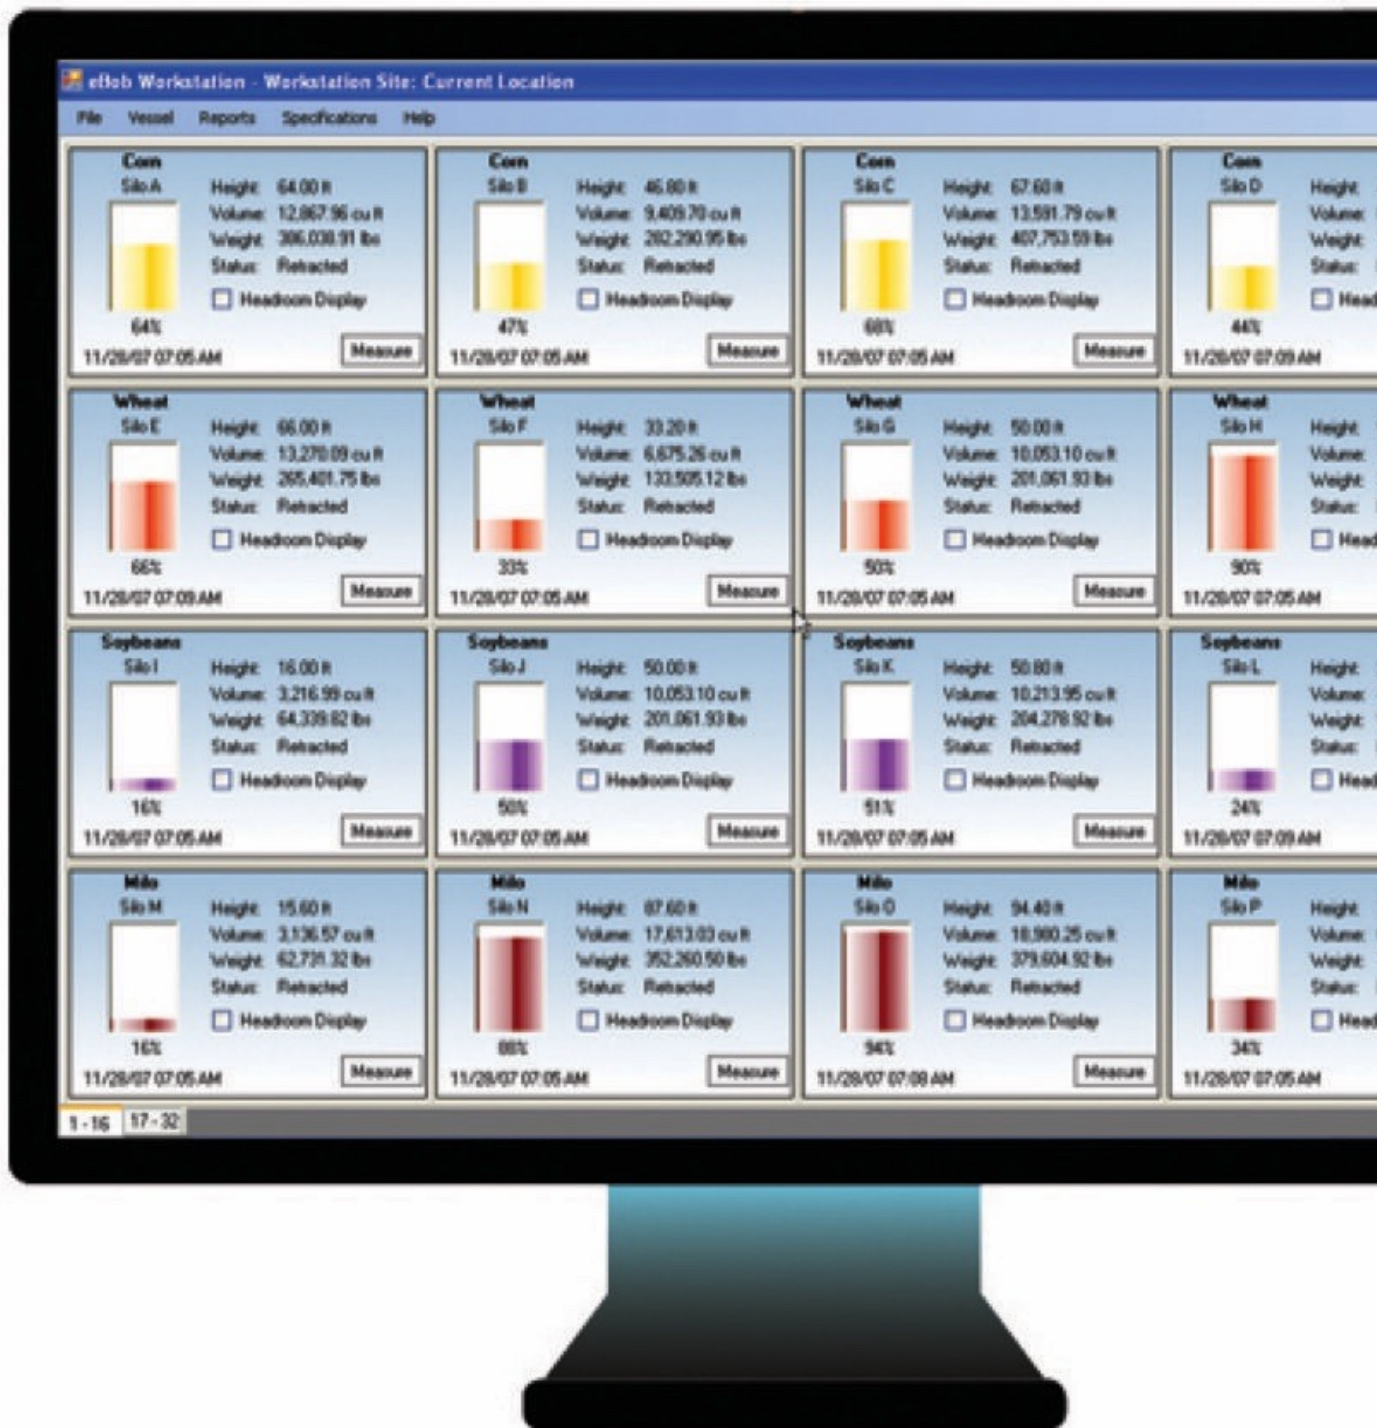 eBob Workstation - Workstation Site: Current Location
File Vessel Reports Specifications Help
Corn
Silo A
Height: 64.00 ft
Volume: 12,867.96 cu ft
Weight: 386,038.91 lbs
Status: Retracted
Headroom Display
64%
11/28/07 07:05 AM
Measure
Corn
Silo B
Height: 46.80 ft
Volume: 9,409.70 cu ft
Weight: 282,290.95 lbs
Status: Retracted
Headroom Display
47%
11/28/07 07:05 AM
Measure
Corn
Silo C
Height: 67.60 ft
Volume: 13,591.79 cu ft
Weight: 407,753.59 lbs
Status: Retracted
Headroom Display
68%
11/28/07 07:05 AM
Measure
Corn
Silo D
Height:
Volume:
Weight:
Status:
Head
44%
11/28/07 07:09 AM
Wheat
Silo E
Height: 66.00 ft
Volume: 13,270.09 cu ft
Weight: 265,401.75 lbs
Status: Retracted
Headroom Display
66%
11/28/07 07:09 AM
Measure
Wheat
Silo F
Height: 33.20 ft
Volume: 6,675.26 cu ft
Weight: 133,505.12 lbs
Status: Retracted
Headroom Display
33%
11/28/07 07:05 AM
Measure
Wheat
Silo G
Height: 50.00 ft
Volume: 10,053.10 cu ft
Weight: 201,061.93 lbs
Status: Retracted
Headroom Display
50%
11/28/07 07:05 AM
Measure
Wheat
Silo H
Height:
Volume:
Weight:
Status:
Head
90%
11/28/07 07:05 AM
Soybeans
Silo I
Height: 16.00 ft
Volume: 3,216.99 cu ft
Weight: 64,339.82 lbs
Status: Retracted
Headroom Display
16%
11/28/07 07:05 AM
Measure
Soybeans
Silo J
Height: 50.00 ft
Volume: 10,053.10 cu ft
Weight: 201,061.93 lbs
Status: Retracted
Headroom Display
50%
11/28/07 07:05 AM
Measure
Soybeans
Silo K
Height: 50.80 ft
Volume: 10,213.95 cu ft
Weight: 204,278.92 lbs
Status: Retracted
Headroom Display
51%
11/28/07 07:05 AM
Measure
Soybeans
Silo L
Height:
Volume:
Weight:
Status:
Head
24%
11/28/07 07:09 AM
Milo
Silo M
Height: 15.60 ft
Volume: 3,136.57 cu ft
Weight: 62,731.32 lbs
Status: Retracted
Headroom Display
16%
11/28/07 07:05 AM
Measure
Milo
Silo N
Height: 87.60 ft
Volume: 17,613.03 cu ft
Weight: 352,260.50 lbs
Status: Retracted
Headroom Display
88%
11/28/07 07:05 AM
Measure
Milo
Silo O
Height: 94.40 ft
Volume: 18,980.25 cu ft
Weight: 379,604.92 lbs
Status: Retracted
Headroom Display
94%
11/28/07 07:08 AM
Measure
Milo
Silo P
Height:
Volume:
Weight:
Status:
Head
34%
11/28/07 07:05 AM
1 - 16 17 - 32